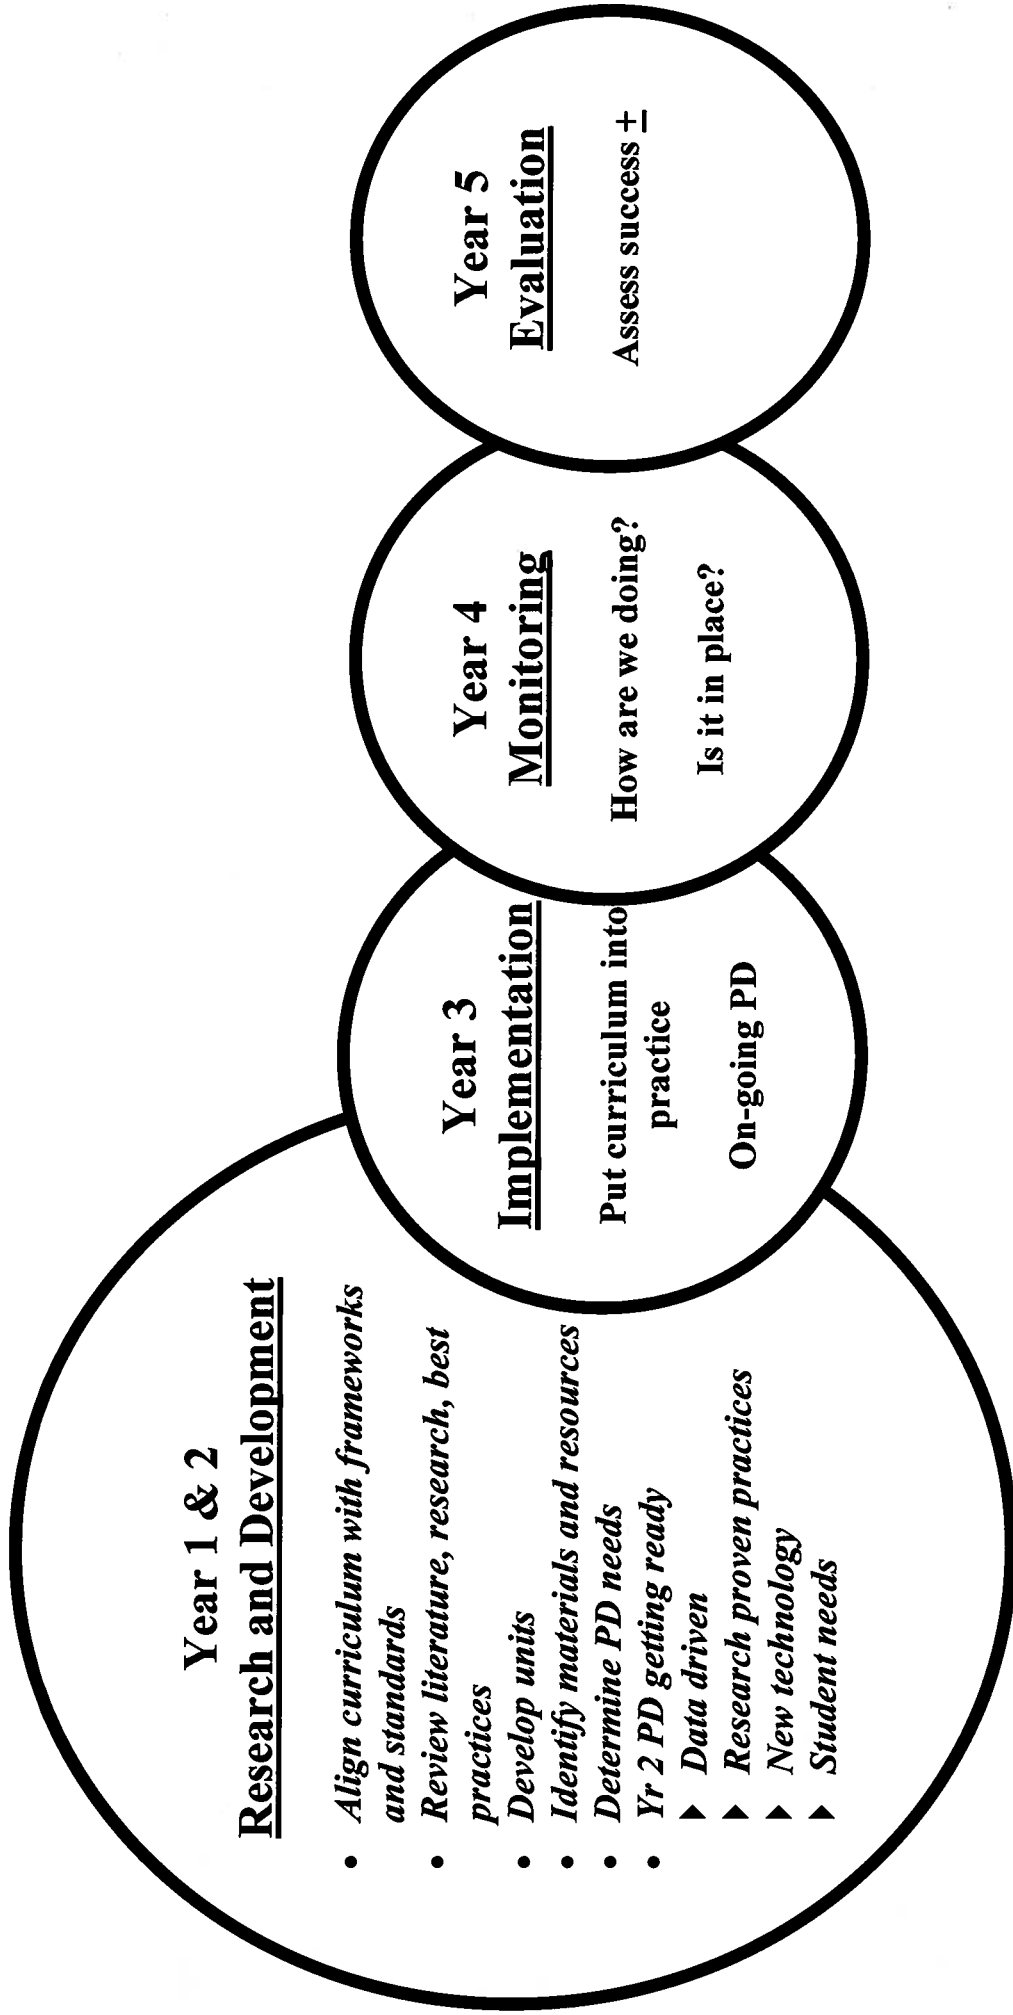 Year 1 & 2
Research and Development
• Align curriculum with frameworks
and standards
• Review literature, research, best
practices
• Develop units
• Identify materials and resources
• Determine PD needs
• Yr 2 PD getting ready
▶ Data driven
▶ Research proven practices
▶ New technology
▶ Student needs
Year 3
Implementation
Put curriculum into
practice
On-going PD
Year 4
Monitoring
How are we doing?
Is it in place?
Year 5
Evaluation
Assess success ±